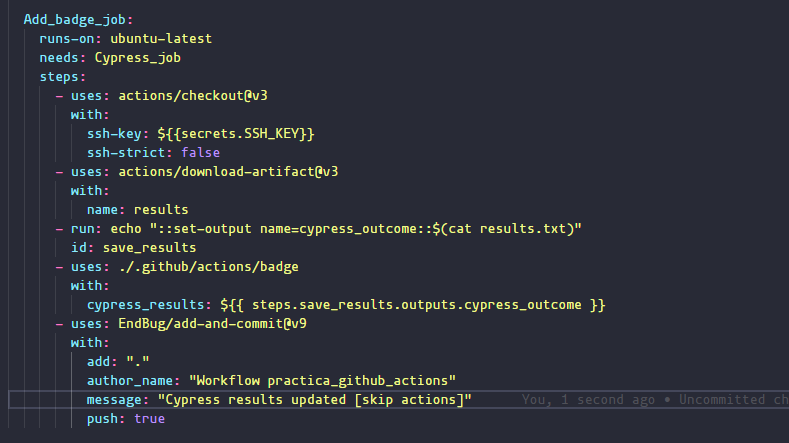 Add_badge_job:
runs-on: ubuntu-latest
needs: Cypress_job
steps:
- uses: actions/checkout@v3
with:
ssh-key: ${{secrets.SSH_KEY}}
ssh-strict: false
- uses: actions/download-artifact@v3
with:
name: results
- run: echo "::set-output name=cypress_outcome::$(cat results.txt)"
id: save_results
- uses: ./.github/actions/badge
with:
cypress_results: ${{ steps.save_results.outputs.cypress_outcome }}
- uses: EndBug/add-and-commit@v9
with:
add: "."
author_name: "Workflow practica_github_actions"
message: "Cypress results updated [skip actions]" You, 1 second ago • Uncommitted ch
push: true